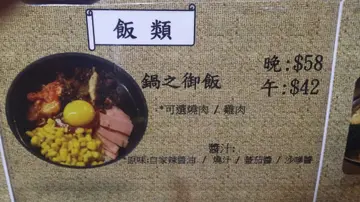 飯類
鍋之御飯
晚:$58
午:$42
*可選燒肉 / 雞肉
醬汁:
*原味:自家辣醬油 / 燒汁 / 蕃茄醬 / 沙嗲醬